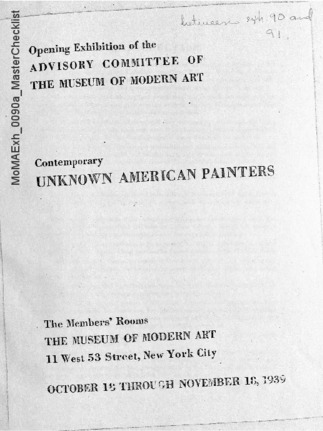 between exh. 90 and
91.
MoMAExh_0090a_MasterChecklist
Opening Exhibition of the
ADVISORY COMMITTEE OF
THE MUSEUM OF MODERN ART
Contemporary
UNKNOWN AMERICAN PAINTERS
The Members' Rooms
THE MUSEUM OF MODERN ART
11 West 53 Street, New York City
OCTOBER 18 THROUGH NOVEMBER 18, 1939